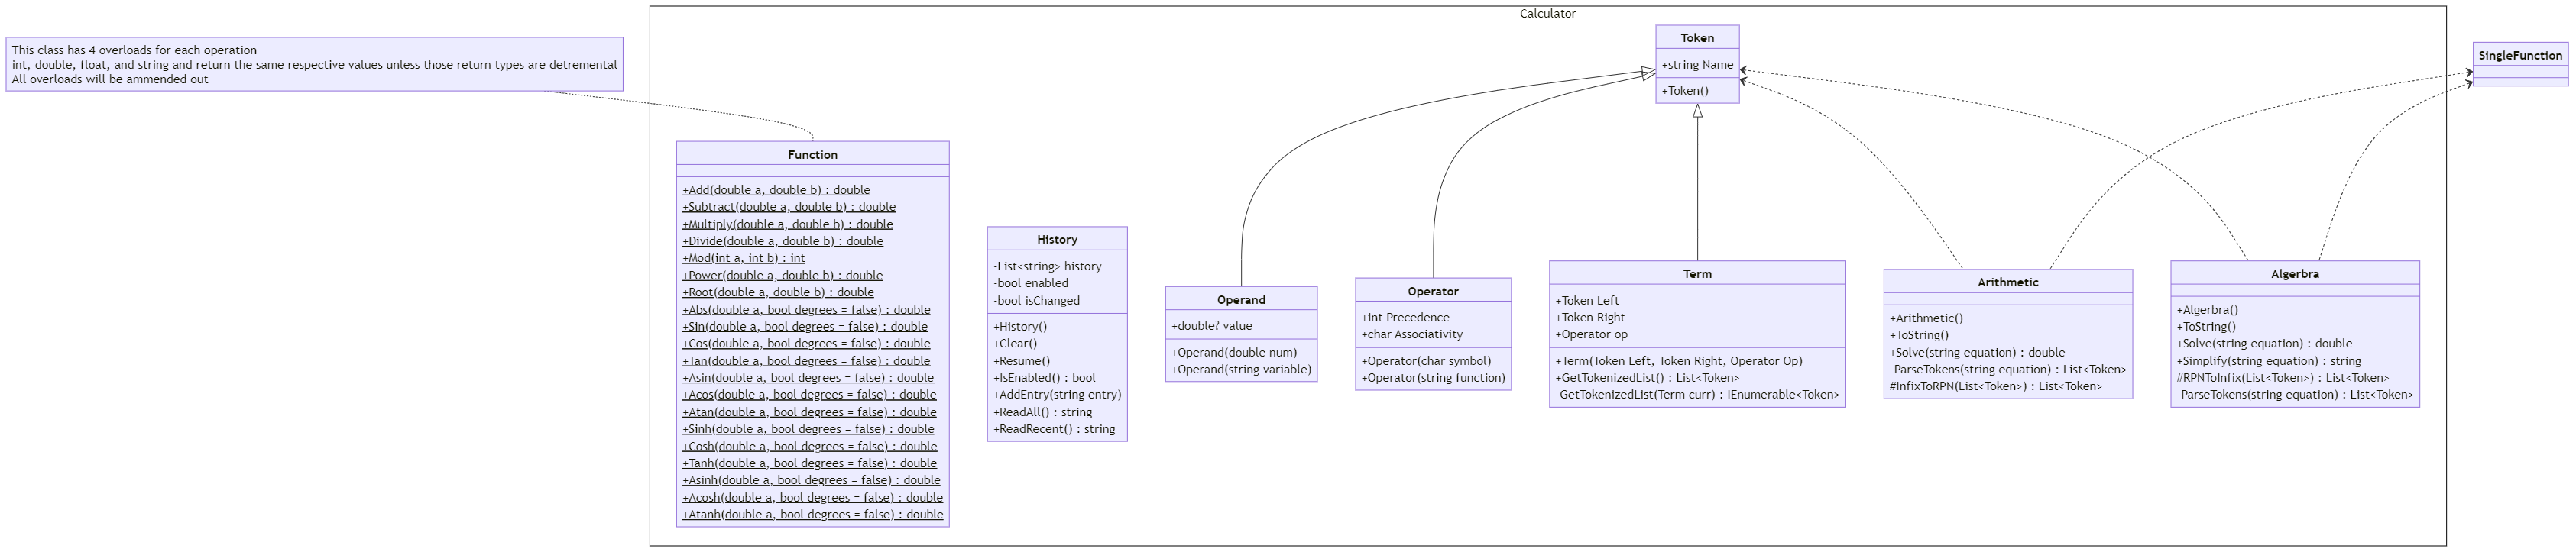 Calculator
This class has 4 overloads for each operation
int, double, float, and string and return the same respective values unless those return types are detremental
All overloads will be ammended out
Token
+string Name
+Token()
SingleFunction
Function
+Add(double a, double b) : double
+Subtract(double a, double b) : double
+Multiply(double a, double b) : double
+Divide(double a, double b) : double
+Mod(int a, int b) : int
+Power(double a, double b) : double
+Root(double a, double b) : double
+Abs(double a, bool degrees = false) : double
+Sin(double a, bool degrees = false) : double
+Cos(double a, bool degrees = false) : double
+Tan(double a, bool degrees = false) : double
+Asin(double a, bool degrees = false) : double
+Acos(double a, bool degrees = false) : double
+Atan(double a, bool degrees = false) : double
+Sinh(double a, bool degrees = false) : double
+Cosh(double a, bool degrees = false) : double
+Tanh(double a, bool degrees = false) : double
+Asinh(double a, bool degrees = false) : double
+Acosh(double a, bool degrees = false) : double
+Atanh(double a, bool degrees = false) : double
History
-List<string> history
-bool enabled
-bool isChanged
+History()
+Clear()
+Resume()
+IsEnabled() : bool
+AddEntry(string entry)
+ReadAll() : string
+ReadRecent() : string
Operand
+double? value
+Operand(double num)
+Operand(string variable)
Operator
+int Precedence
+char Associativity
+Operator(char symbol)
+Operator(string function)
Term
+Token Left
+Token Right
+Operator op
+Term(Token Left, Token Right, Operator Op)
+GetTokenizedList() : List<Token>
-GetTokenizedList(Term curr) : IEnumerable<Token>
Arithmetic
+Arithmetic()
+ToString()
+Solve(string equation) : double
-ParseTokens(string equation) : List<Token>
#InfixToRPN(List<Token>) : List<Token>
Algerbra
+Algerbra()
+ToString()
+Solve(string equation) : double
+Simplify(string equation) : string
#RPNToInfix(List<Token>) : List<Token>
-ParseTokens(string equation) : List<Token>